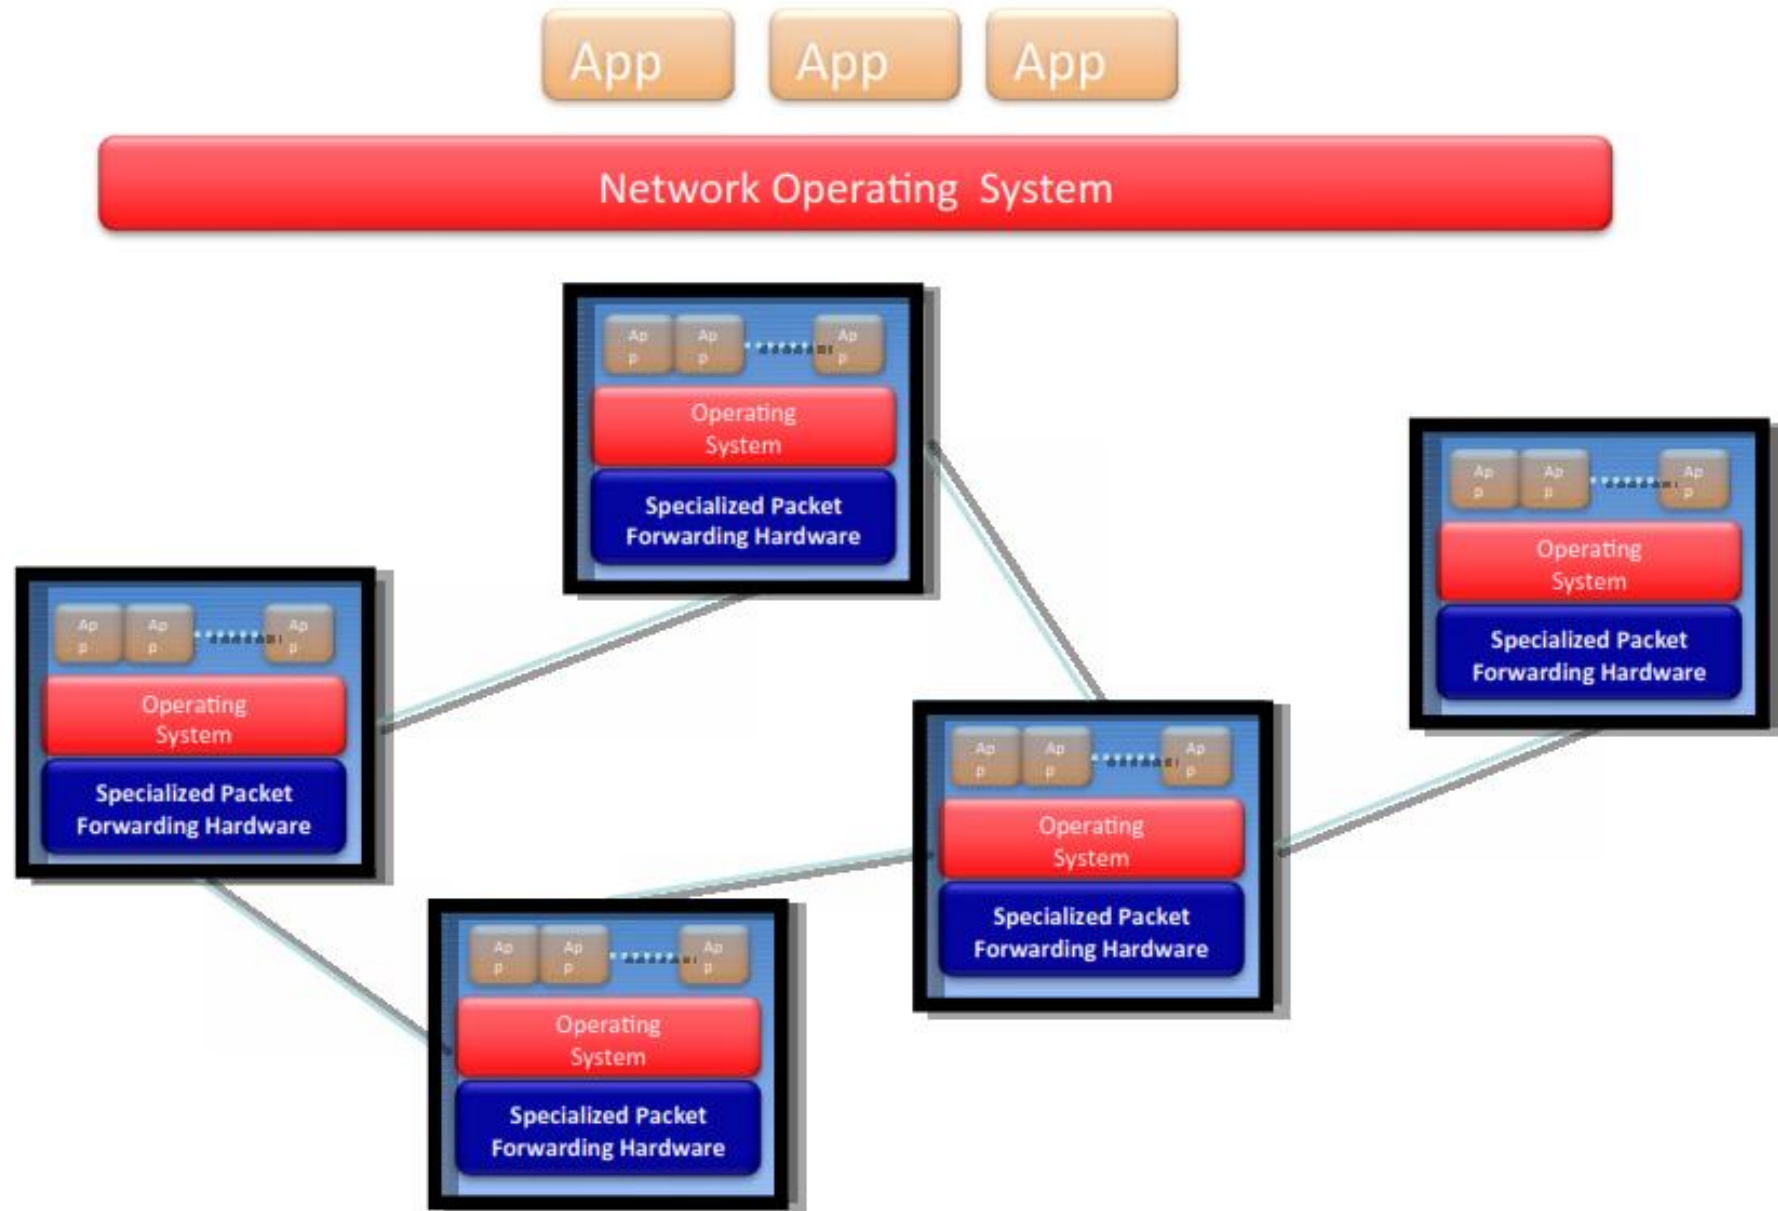 App App App
Network Operating System
Ap Ap Ap
p p p
Operating
System
Specialized Packet
Forwarding Hardware
Ap Ap Ap
p p p
Operating
System
Specialized Packet
Forwarding Hardware
Ap Ap Ap
p p p
Operating
System
Specialized Packet
Forwarding Hardware
Ap Ap Ap
p p p
Operating
System
Specialized Packet
Forwarding Hardware
Ap Ap Ap
p p p
Operating
System
Specialized Packet
Forwarding Hardware